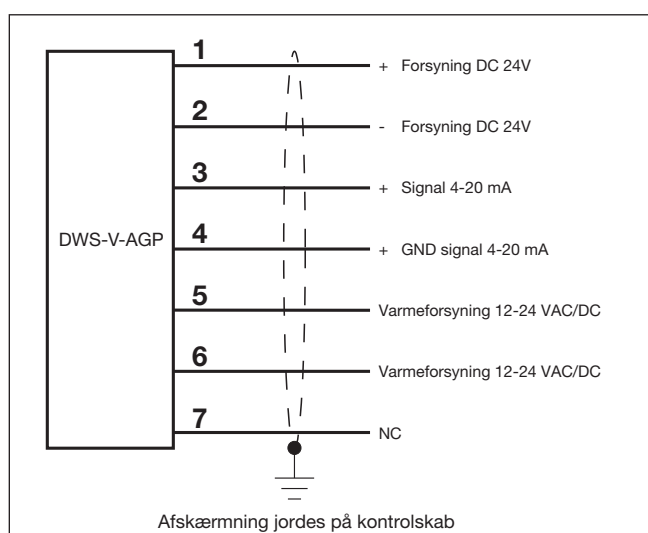 1
+ Forsyning DC 24V
2
- Forsyning DC 24V
3
+ Signal 4-20 mA
DWS-V-AGP
4
+ GND signal 4-20 mA
5
Varmeforsyning 12-24 VAC/DC
6
Varmeforsyning 12-24 VAC/DC
7
NC
Afskærmning jordes på kontrolskab